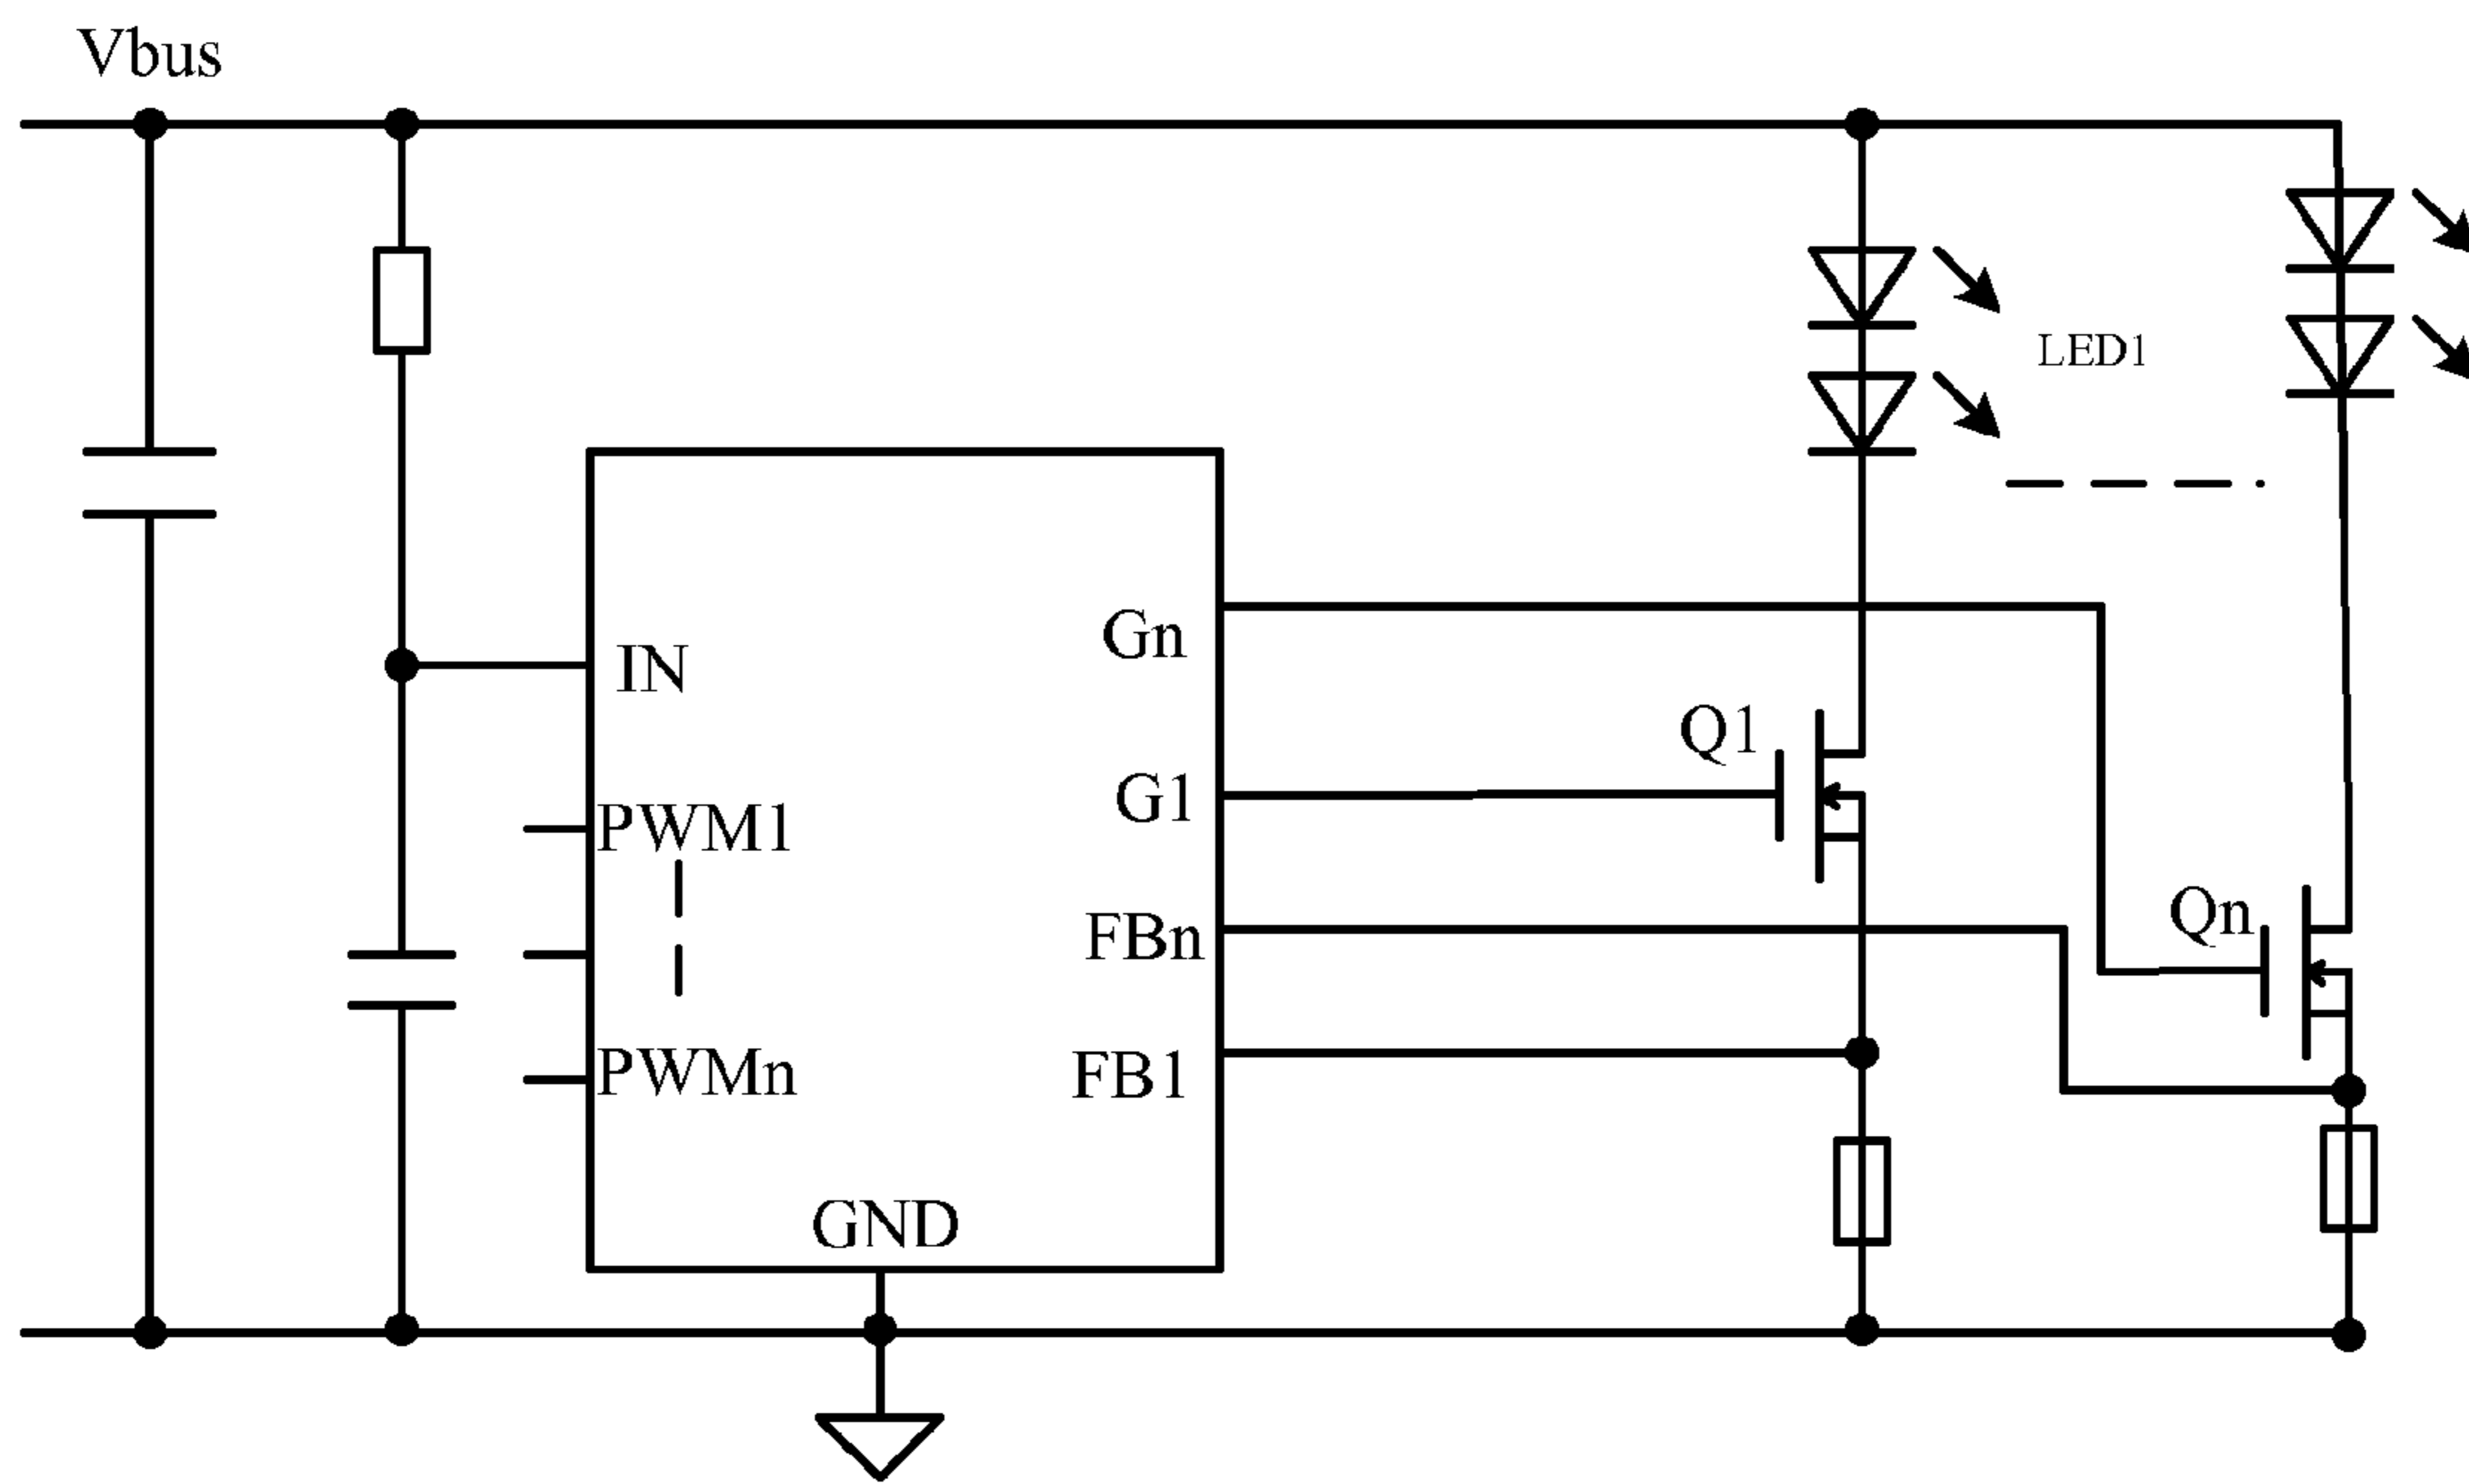 Vbus
LED1
IN
Gn
Q1
PWM1
G1
Qn
FBn
PWMn
FB1
GND